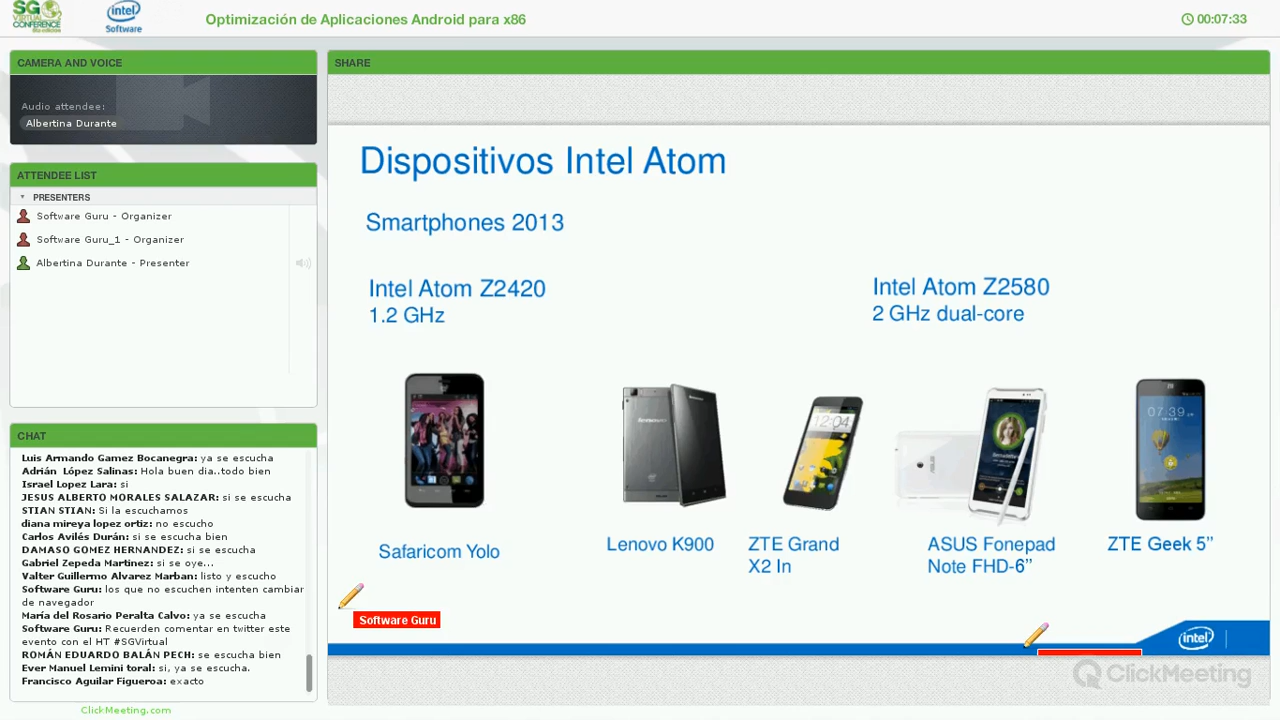 SG
VIRTUAL
CONFERENCE
intel
Software
Optimización de Aplicaciones Android para x86
00:07:33
CAMERA AND VOICE
Audio attendee:
Albertina Durante
ATTENDEE LIST
PRESENTERS
Software Guru - Organizer
Software Guru_1 - Organizer
Albertina Durante - Presenter
CHAT
Luis Armando Gamez Bocanegra: ya se escucha
Adrián López Salinas: Hola buen dia..todo bien
Israel Lopez Lara: si
JESUS ALBERTO MORALES SALAZAR: si se escucha
STIAN STIAN: Si la escuchamos
diana mireya lopez ortiz: no escucho
Carlos Avilés Durán: si se escucha bien
DAMASO GOMEZ HERNANDEZ: si se escucha
Gabriel Zepeda Martinez: si se oye...
Valter Guillermo Alvarez Marban: listo y escucho
Software Guru: los que no escuchen intenten cambiar
de navegador
María del Rosario Peralta Calvo: ya se escucha
Software Guru: Recuerden comentar en twitter este
evento con el HT #SGVirtual
ROMÁN EDUARDO BALÁN PECH: se escucha bien
Ever Manuel Lemini toral: si, ya se escucha.
Francisco Aguilar Figueroa: exacto
ClickMeeting.com
SHARE
Dispositivos Intel Atom
Smartphones 2013
Intel Atom Z2420
1.2 GHz
Intel Atom Z2580
2 GHz dual-core
12:04
07:39
Safaricom Yolo
Lenovo K900
ZTE Grand
X2 In
ASUS Fonepad
Note FHD-6”
ZTE Geek 5”
Software Guru
intel
ClickMeeting